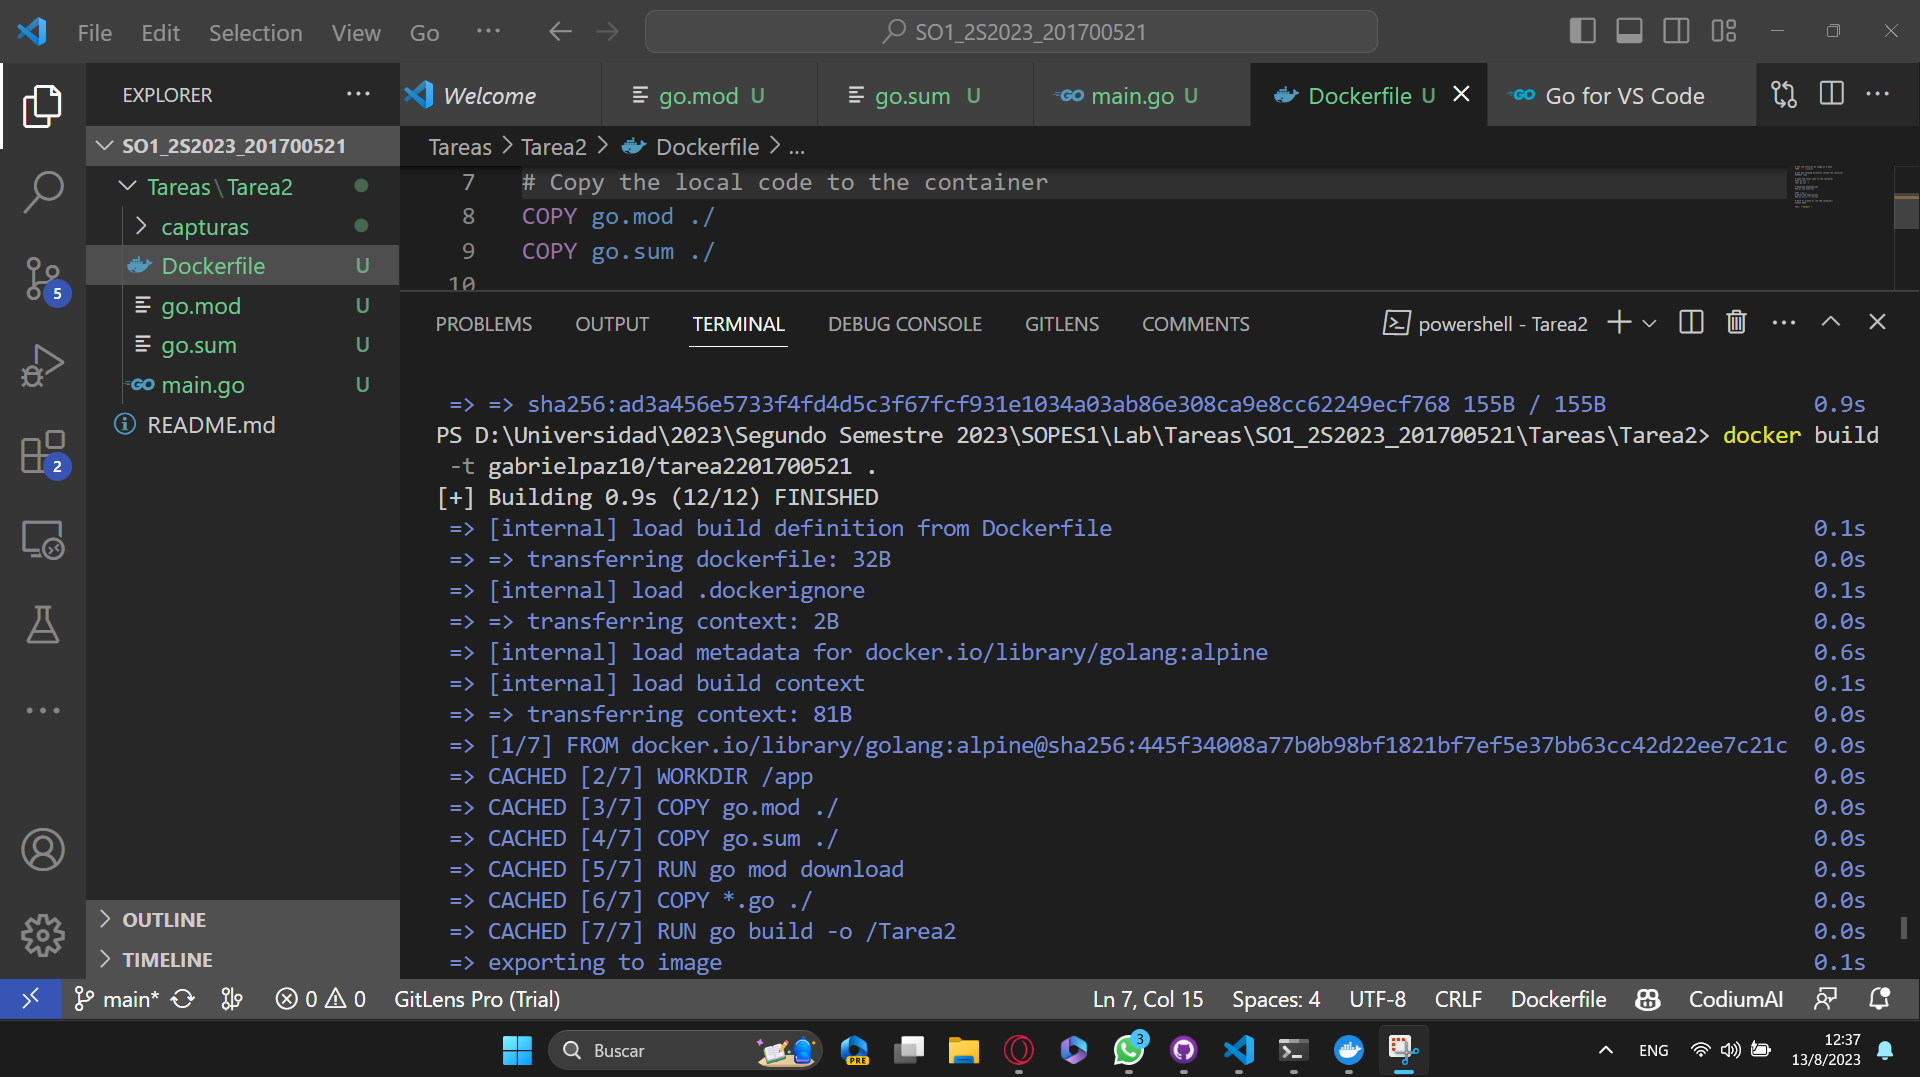 File Edit Selection View Go ··· SO1_2S2023_201700521
EXPLORER ···
SO1_2S2023_201700521
Tareas\Tarea2
capturas
Dockerfile U
go.mod U
go.sum U
main.go U
README.md
OUTLINE
TIMELINE
5
2
Welcome go.mod U go.sum U main.go U Dockerfile U Go for VS Code
Tareas > Tarea2 > Dockerfile > ...
7 # Copy the local code to the container
8 COPY go.mod ./
9 COPY go.sum ./
10
PROBLEMS OUTPUT TERMINAL DEBUG CONSOLE GITLENS COMMENTS powershell - Tarea2
=> => sha256:ad3a456e5733f4fd4d5c3f67fcf931e1034a03ab86e308ca9e8cc62249ecf768 155B / 155B 0.9s
PS D:\Universidad\2023\Segundo Semestre 2023\SOPES1\Lab\Tareas\SO1_2S2023_201700521\Tareas\Tarea2> docker build
-t gabrielpaz10/tarea2201700521 .
[+] Building 0.9s (12/12) FINISHED
=> [internal] load build definition from Dockerfile 0.1s
=> => transferring dockerfile: 32B 0.0s
=> [internal] load .dockerignore 0.1s
=> => transferring context: 2B 0.0s
=> [internal] load metadata for docker.io/library/golang:alpine 0.6s
=> [internal] load build context 0.1s
=> => transferring context: 81B 0.0s
=> [1/7] FROM docker.io/library/golang:alpine@sha256:445f34008a77b0b98bf1821bf7ef5e37bb63cc42d22ee7c21c 0.0s
=> CACHED [2/7] WORKDIR /app 0.0s
=> CACHED [3/7] COPY go.mod ./ 0.0s
=> CACHED [4/7] COPY go.sum ./ 0.0s
=> CACHED [5/7] RUN go mod download 0.0s
=> CACHED [6/7] COPY *.go ./ 0.0s
=> CACHED [7/7] RUN go build -o /Tarea2 0.0s
=> exporting to image 0.1s
main* 0 0 GitLens Pro (Trial) Ln 7, Col 15 Spaces: 4 UTF-8 CRLF Dockerfile CodiumAI
Buscar PRE 3 ENG 12:37
13/8/2023